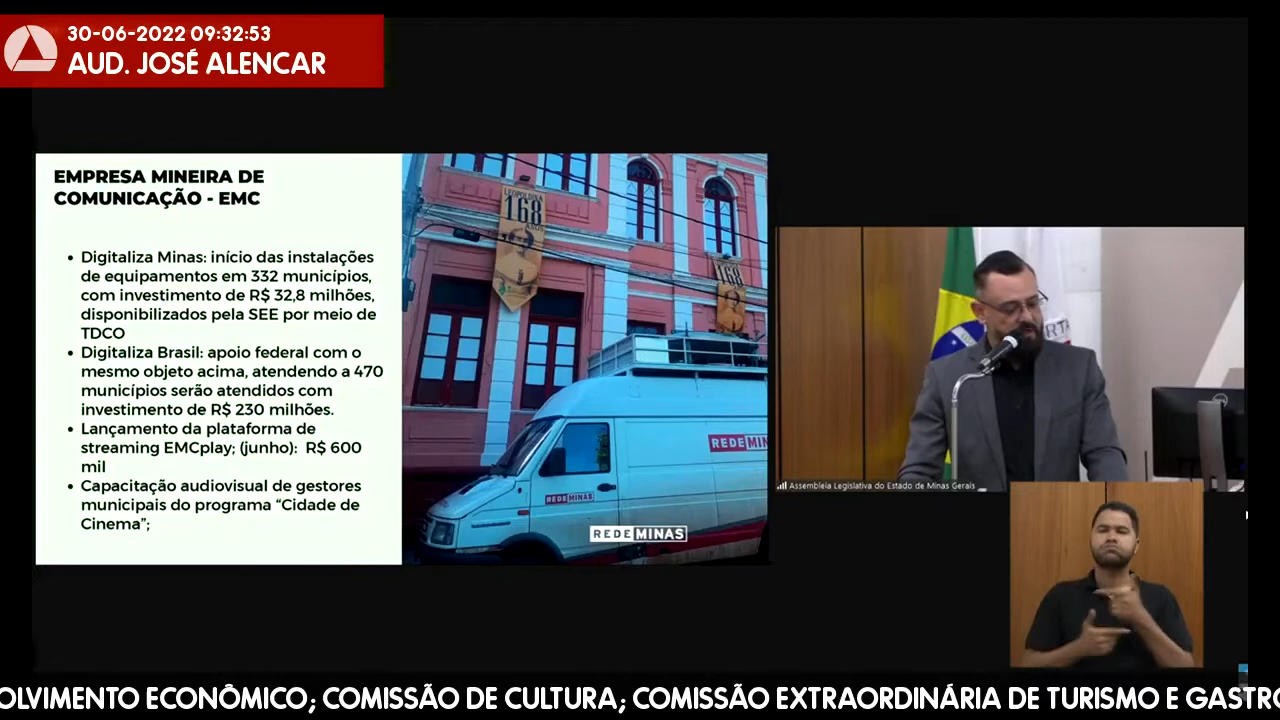 30-06-2022 09:32:53
AUD. JOSÉ ALENCAR
EMPRESA MINEIRA DE
COMUNICAÇÃO - EMC
• Digitaliza Minas: início das instalações
de equipamentos em 332 municípios,
com investimento de R$ 32,8 milhões,
disponibilizados pela SEE por meio de
TDCO
• Digitaliza Brasil: apoio federal com o
mesmo objeto acima, atendendo a 470
municípios serão atendidos com
investimento de R$ 230 milhões.
• Lançamento da plataforma de
streaming EMCplay; (junho): R$ 600
mil
• Capacitação audiovisual de gestores
municipais do programa “Cidade de
Cinema”;
LEOPOLDINA
168
ANOS
168
REDE MIN
REDE MINAS
REDE MINAS
Assembleia Legislativa do Estado de Minas Gerais
OLVIMENTO ECONÔMICO; COMISSÃO DE CULTURA; COMISSÃO EXTRAORDINÁRIA DE TURISMO E GASTRO